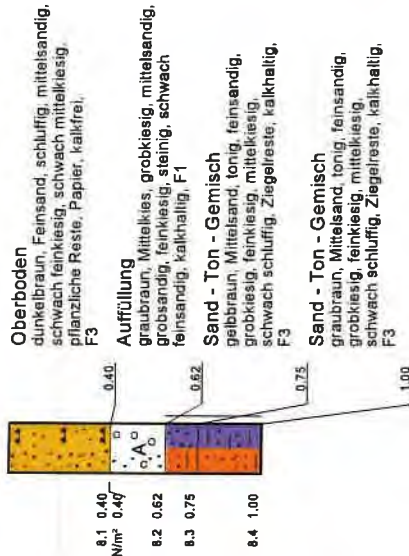 Oberboden
dunkelbraun, Feinsand, schluffig, mittelsandig,
schwach feinkiesig, schwach mittelkiesig,
pflanzliche Reste, Papier, kalkfrei,
F3
0.40
Auffüllung
graubraun, Mittelkies, grobkiesig, mittelsandig,
grobsandig, feinkiesig, steinig, schwach
feinsandig, kalkhaltig, F1
0.62
Sand - Ton - Gemisch
gelbbraun, Mittelsand, tonig, feinsandig,
grobkiesig, feinkiesig, mittelkiesig,
schwach schluffig, Ziegelreste, kalkhaltig,
F3
0.75
Sand - Ton - Gemisch
graubraun, Mittelsand, tonig, feinsandig,
grobkiesig, feinkiesig, mittelkiesig,
schwach schluffig, Ziegelreste, kalkhaltig,
F3
1.00
A
8.1 0.40
N/m² 0.40
8.2 0.62
8.3 0.75
8.4 1.00